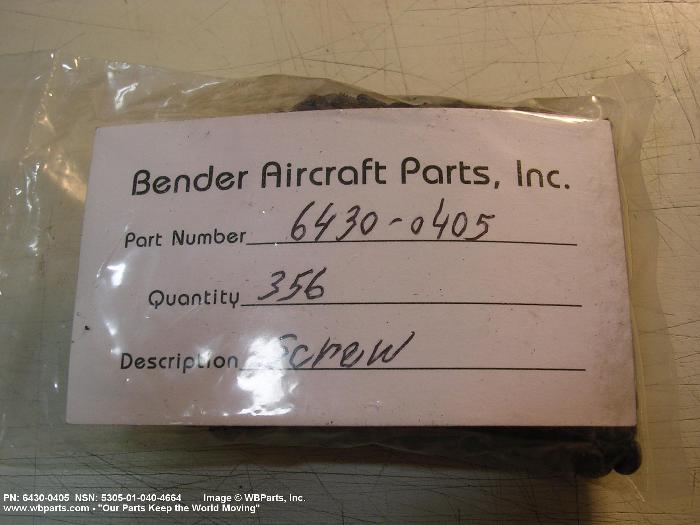 Bender Aircraft Parts, Inc.
Part Number 6430-0405
Quantity 356
Description Screw
PN: 6430-0405 NSN: 5305-01-040-4664 Image © WBParts, Inc.
www.wbparts.com - "Our Parts Keep the World Moving"